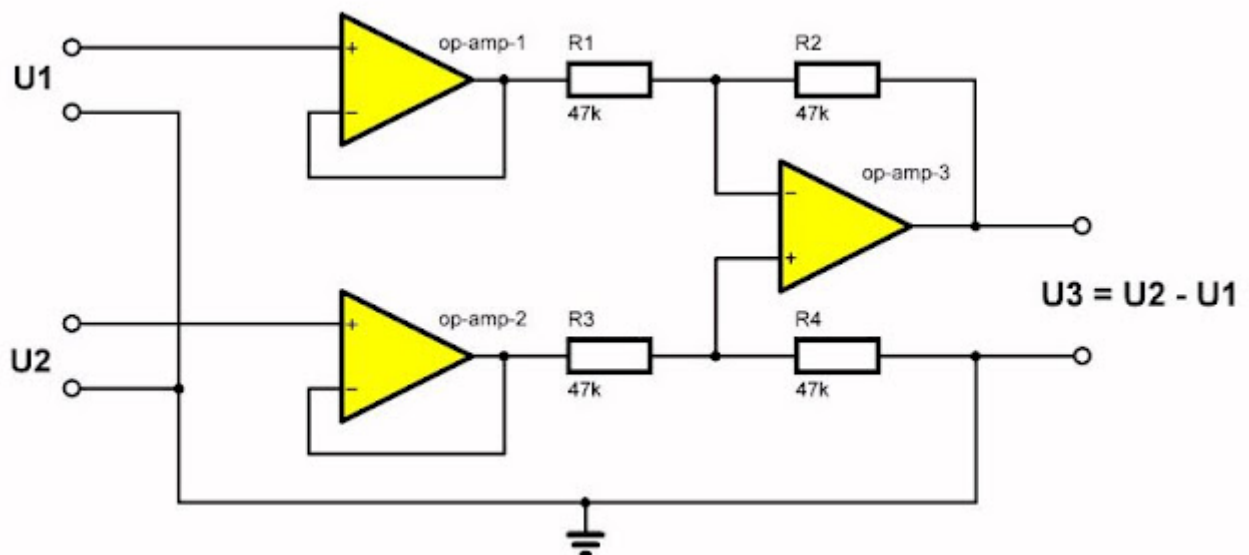 op-amp-1
R1
R2
U1
+
-
47k
47k
op-amp-3
-
+
U3 = U2 - U1
op-amp-2
R3
R4
U2
+
-
47k
47k